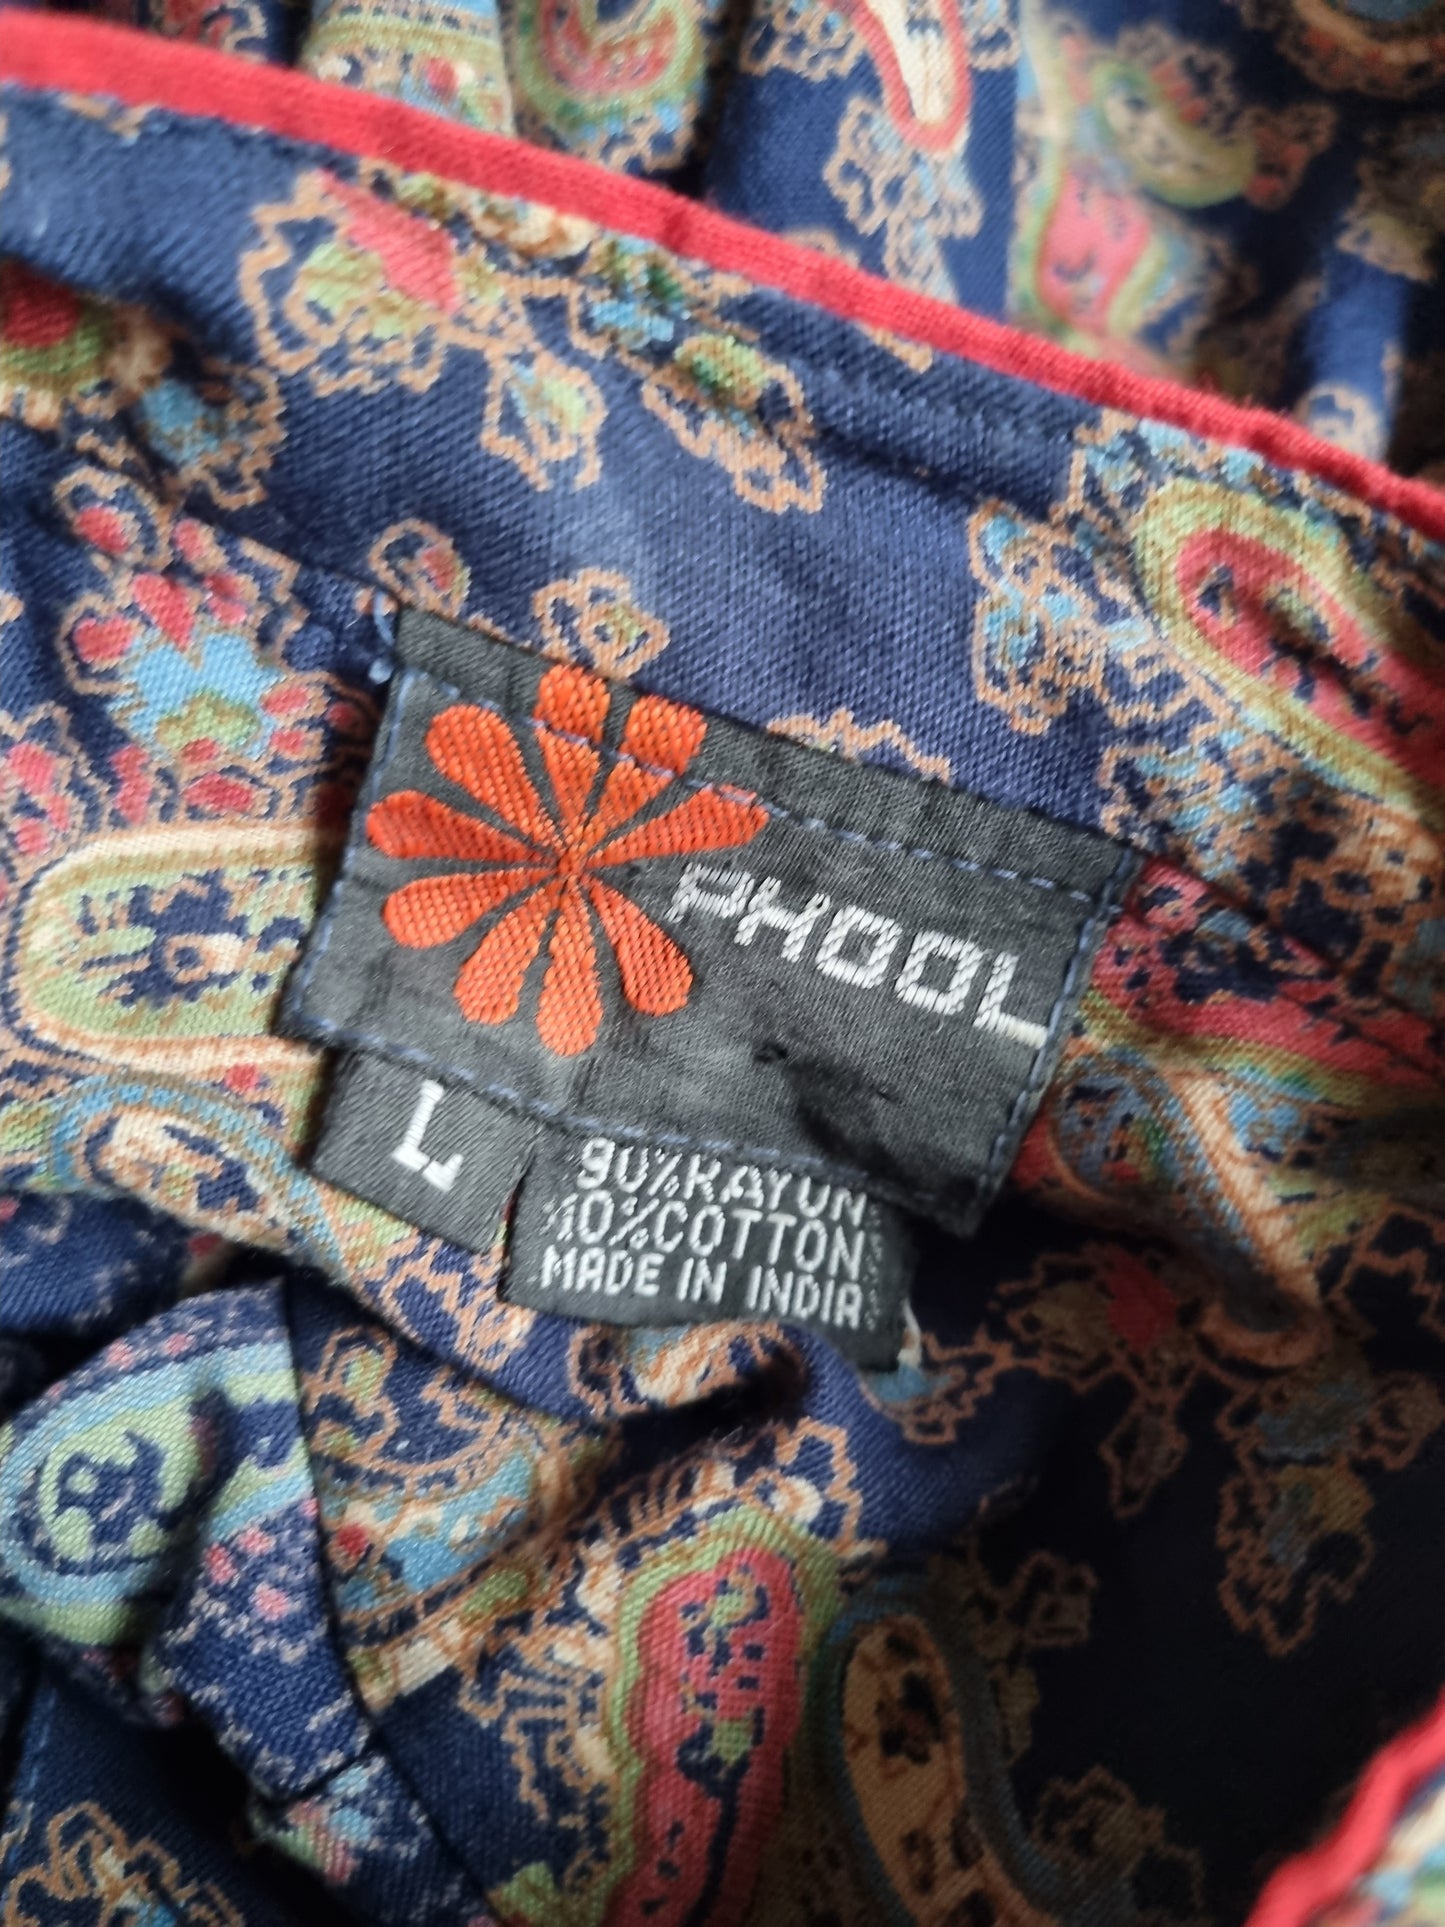 PHOOL
L
90%RAYON
10%COTTON
MADE IN INDIA